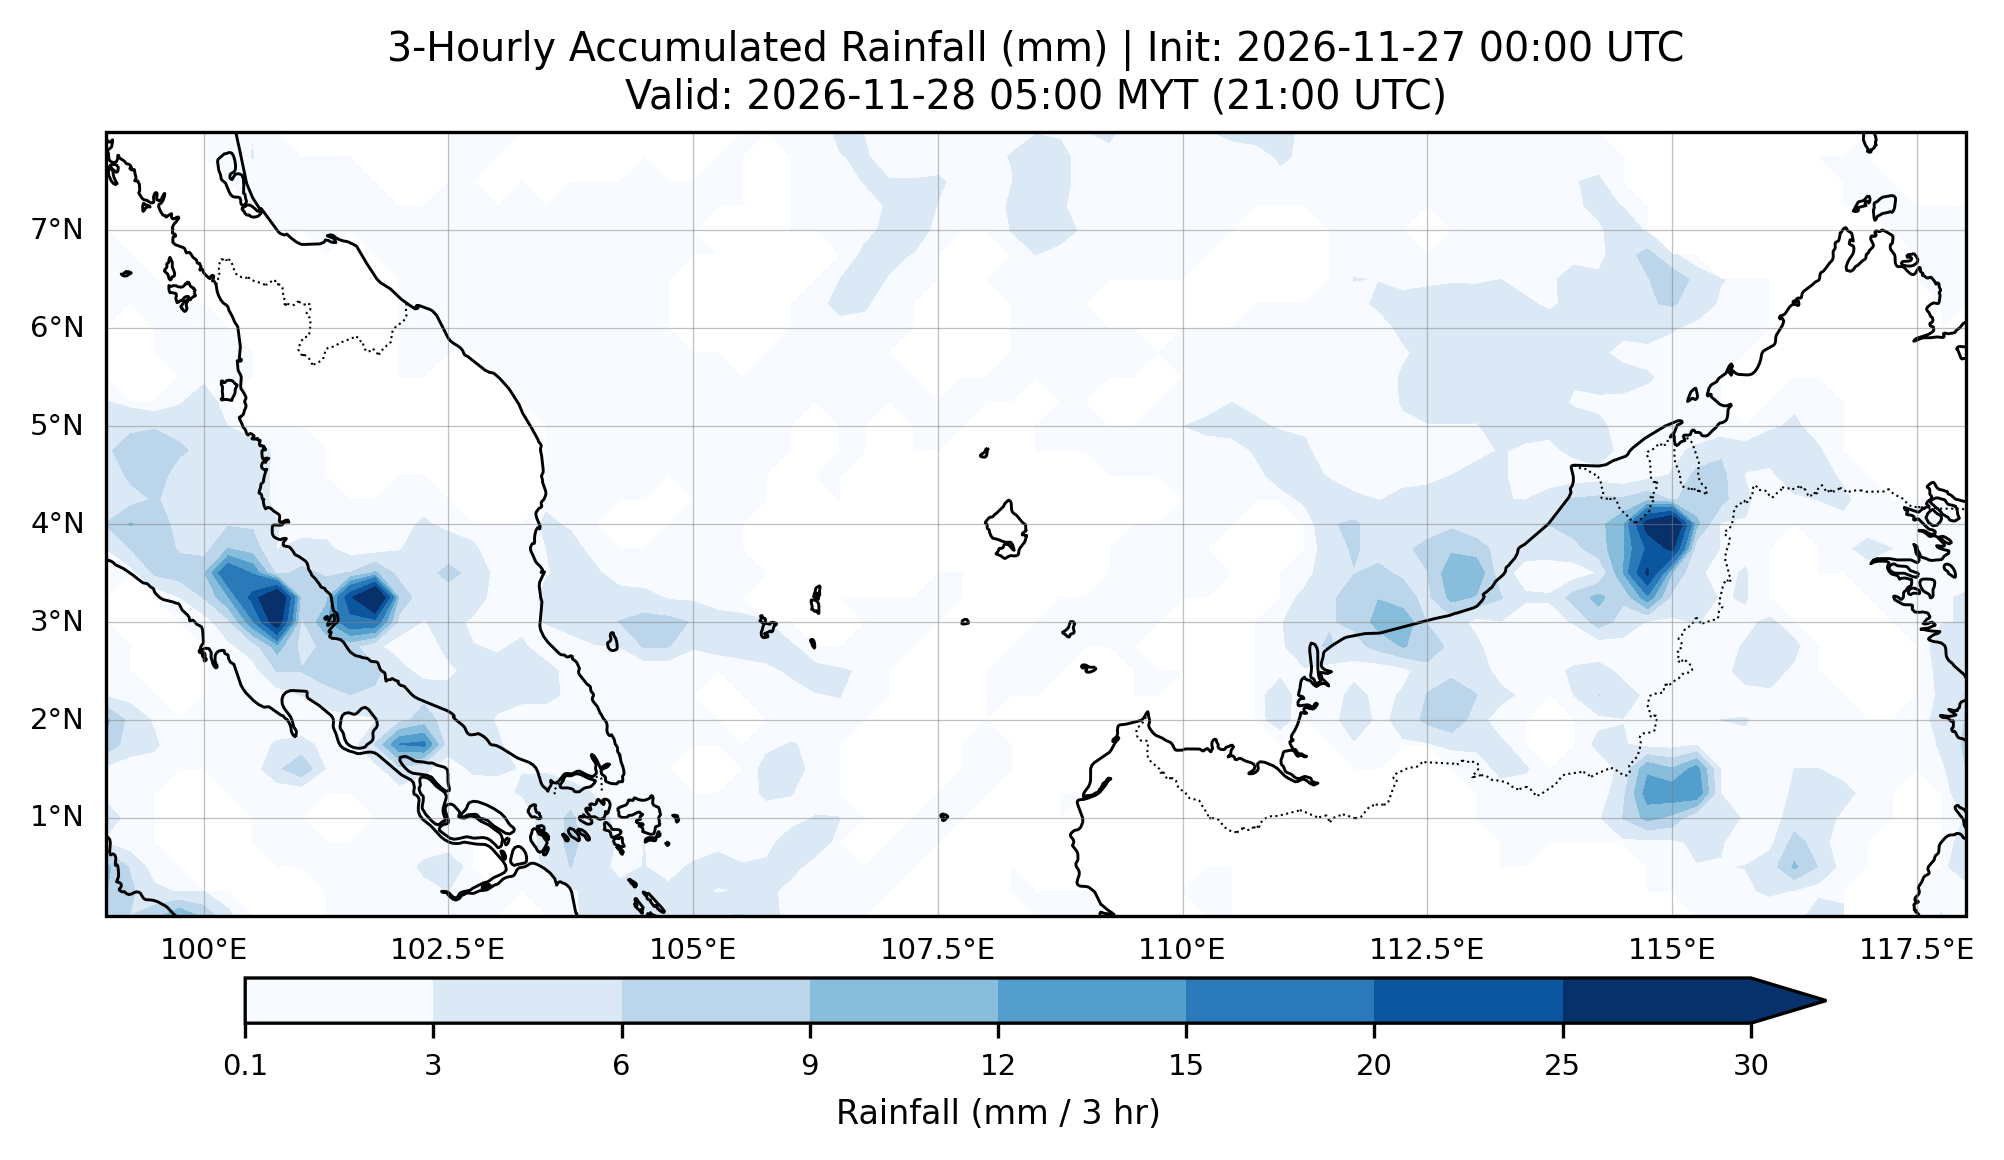 3-Hourly Accumulated Rainfall (mm) | Init: 2026-11-27 00:00 UTC
Valid: 2026-11-28 05:00 MYT (21:00 UTC)
7°N
6°N
5°N
4°N
3°N
2°N
1°N
100°E 102.5°E 105°E 107.5°E 110°E 112.5°E 115°E 117.5°E
0.1 3 6 9 12 15 20 25 30
Rainfall (mm / 3 hr)